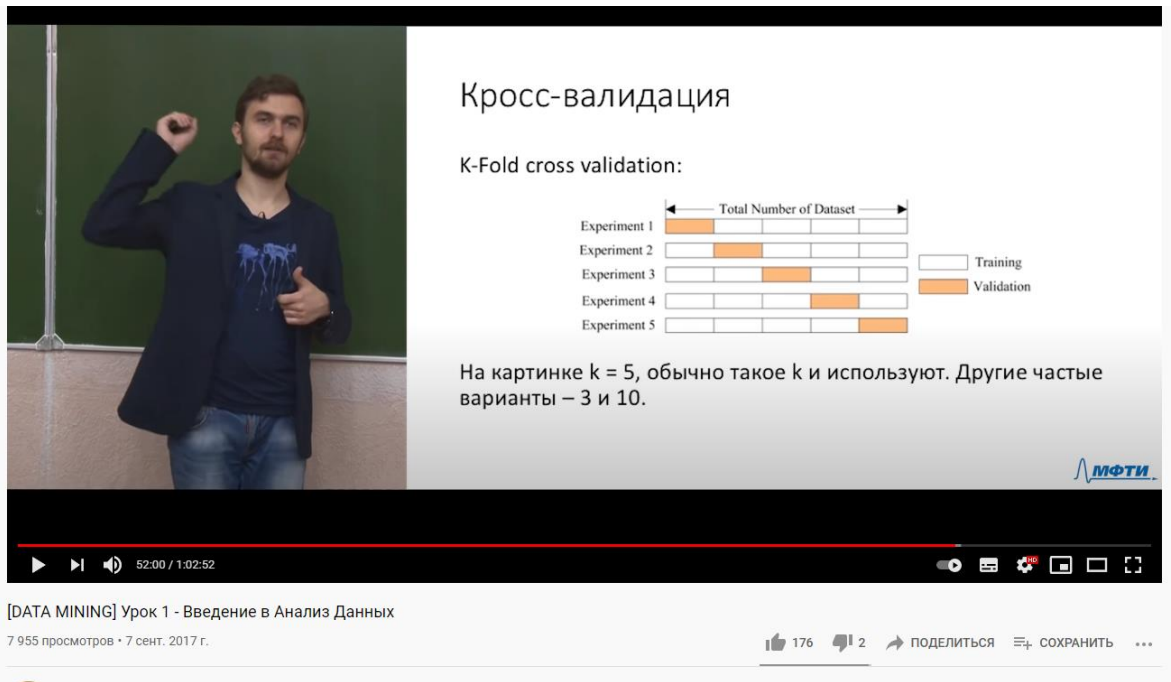 Кросс-валидация
K-Fold cross validation:
Total Number of Dataset
Experiment 1
Experiment 2
Experiment 3
Experiment 4
Experiment 5
Training
Validation
На картинке k = 5, обычно такое k и используют. Другие частые
варианты – 3 и 10.
МФТИ
52:00 / 1:02:52
HD
[DATA MINING] Урок 1 - Введение в Анализ Данных
7 955 просмотров • 7 сент. 2017 г.
176
2
ПОДЕЛИТЬСЯ
СОХРАНИТЬ